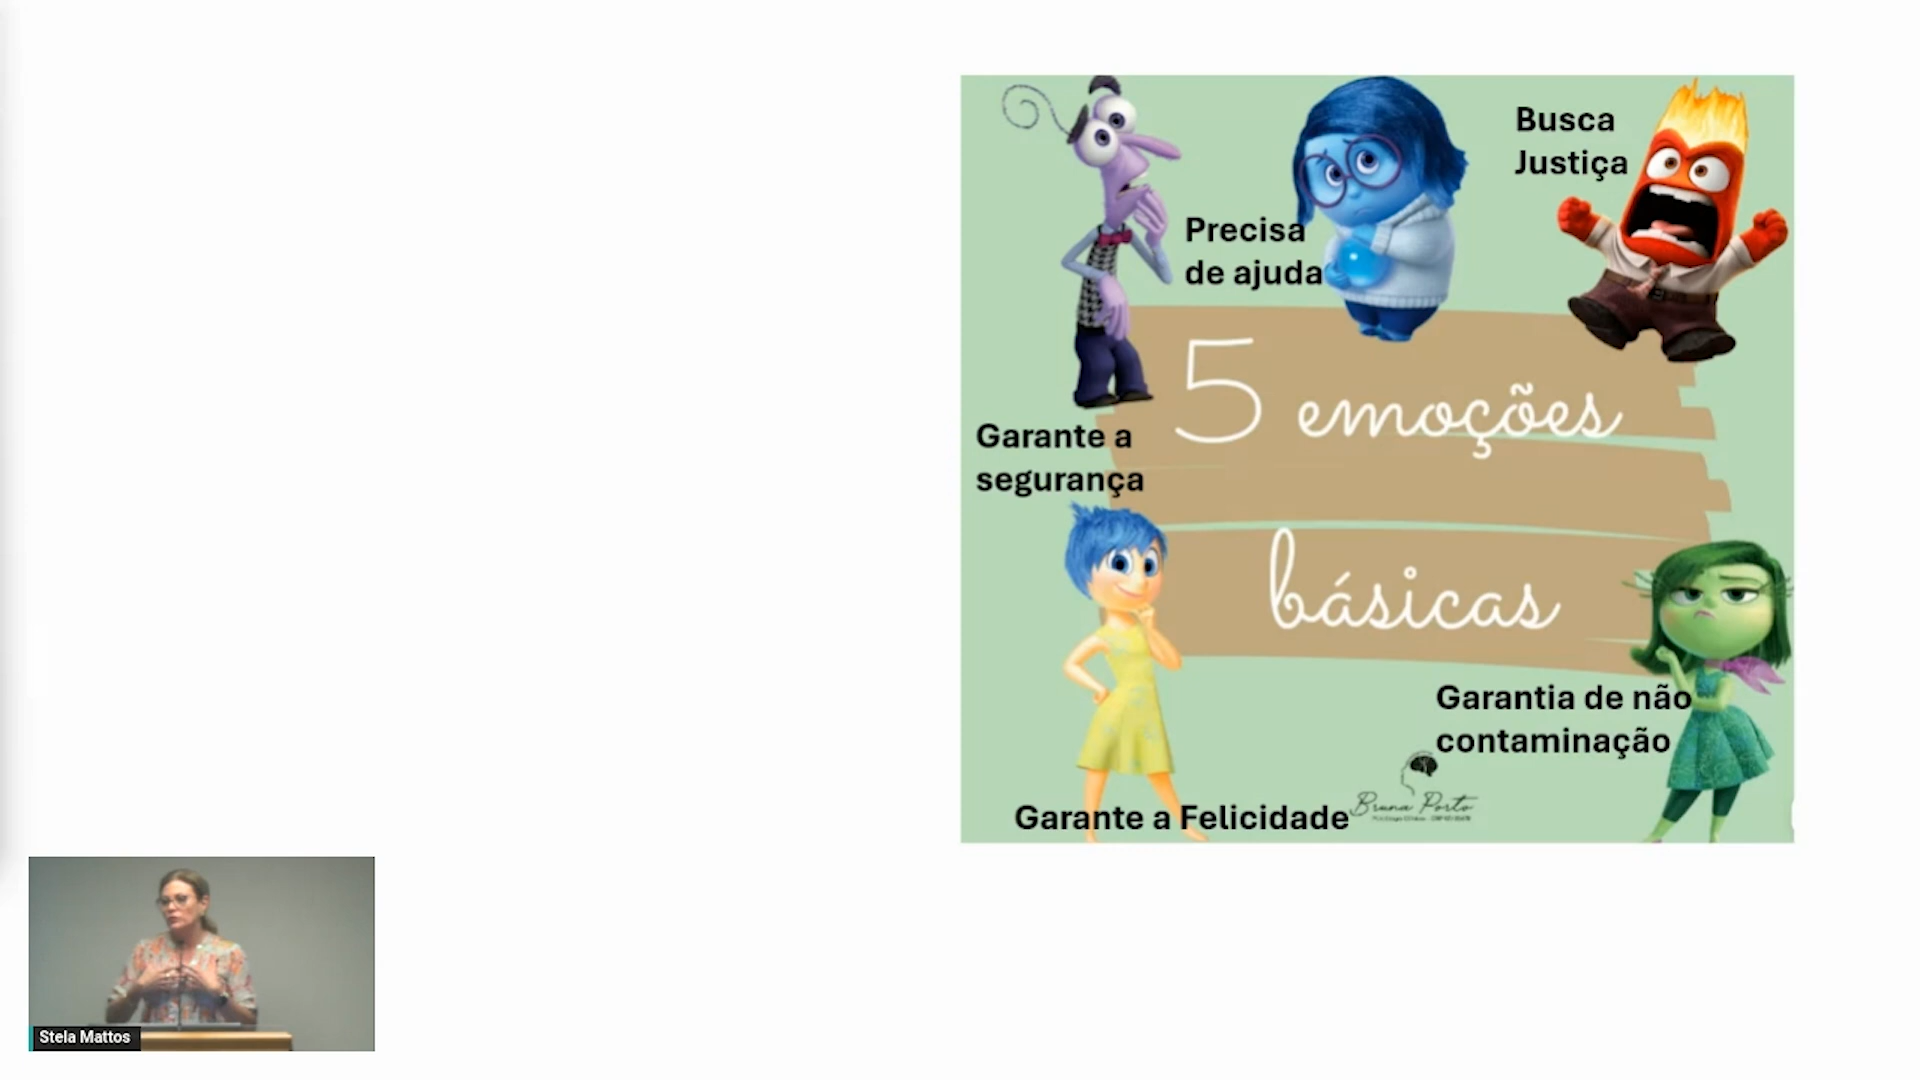 Busca
Justiça
Precisa
de ajuda
5 emoções
Garante a
segurança
básicas
Garantia de não
contaminação
Bruna Porto
Garante a Felicidade
Stela Mattos